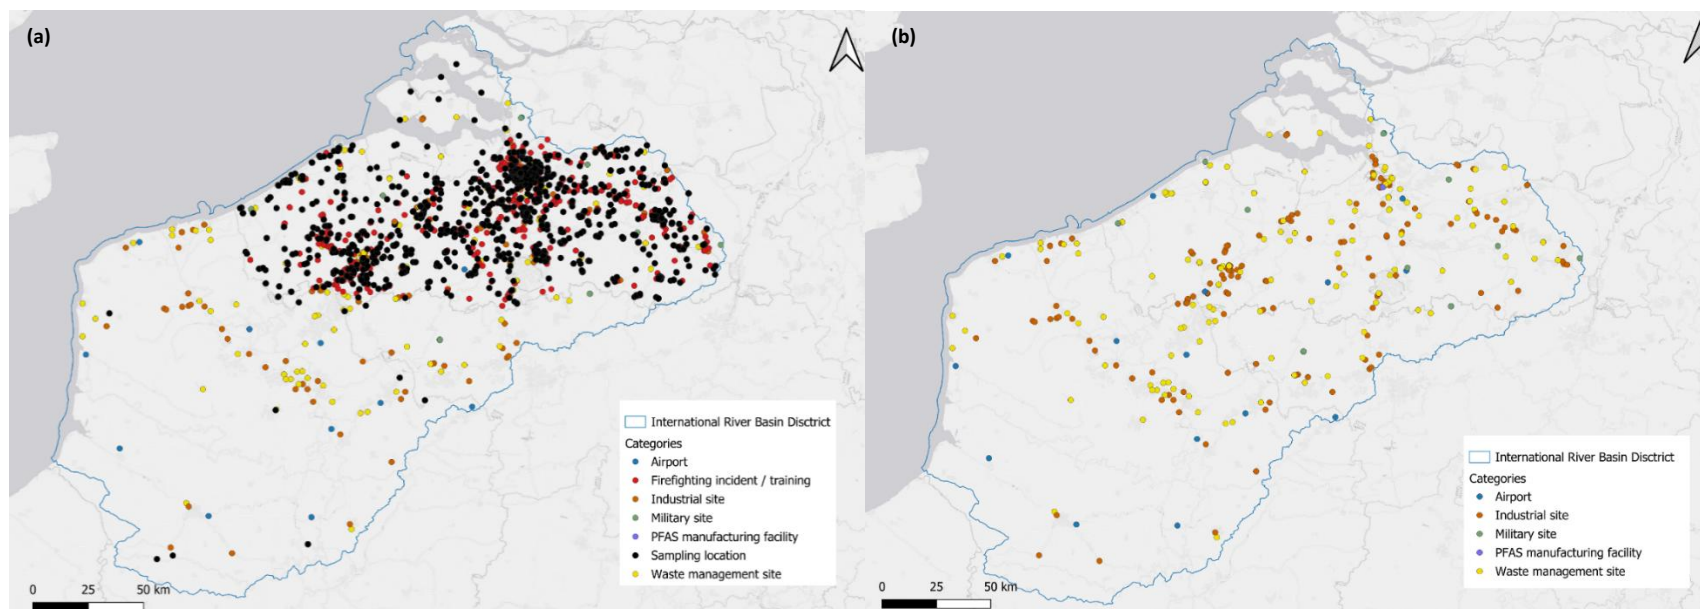 (a)
International River Basin Disctrict
Categories
Airport
Firefighting incident / training
Industrial site
Military site
PFAS manufacturing facility
Sampling location
Waste management site
0 25 50 km
(b)
International River Basin Disctrict
Categories
Airport
Industrial site
Military site
PFAS manufacturing facility
Waste management site
0 25 50 km